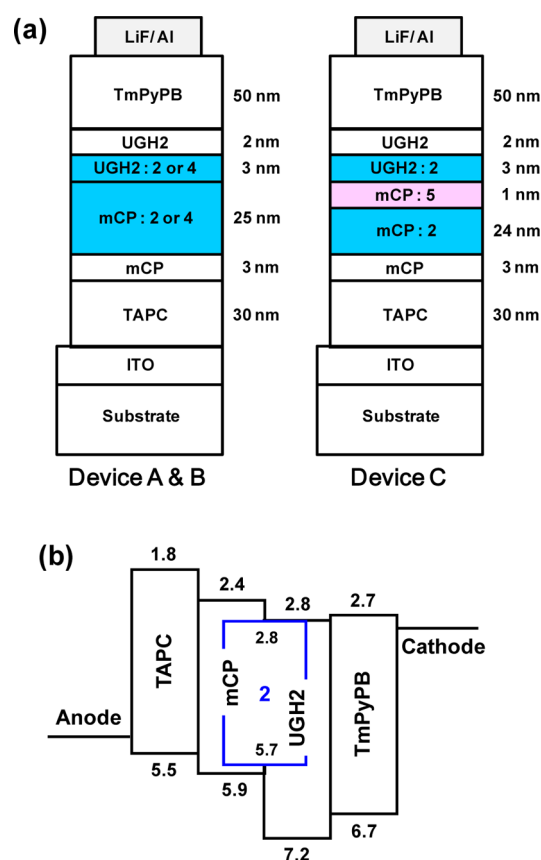 (a)
LiF/Al
TmPyPB 50 nm
UGH2 2 nm
UGH2 : 2 or 4 3 nm
mCP : 2 or 4 25 nm
mCP 3 nm
TAPC 30 nm
ITO
Substrate
Device A & B
LiF/Al
TmPyPB 50 nm
UGH2 2 nm
UGH2 : 2 3 nm
mCP : 5 1 nm
mCP : 2 24 nm
mCP 3 nm
TAPC 30 nm
ITO
Substrate
Device C
(b)
1.8
2.4
2.8
2.7
2.8
Cathode
TAPC
mCP
2
UGH2
TmPyPB
Anode
5.7
5.5
5.9
6.7
7.2